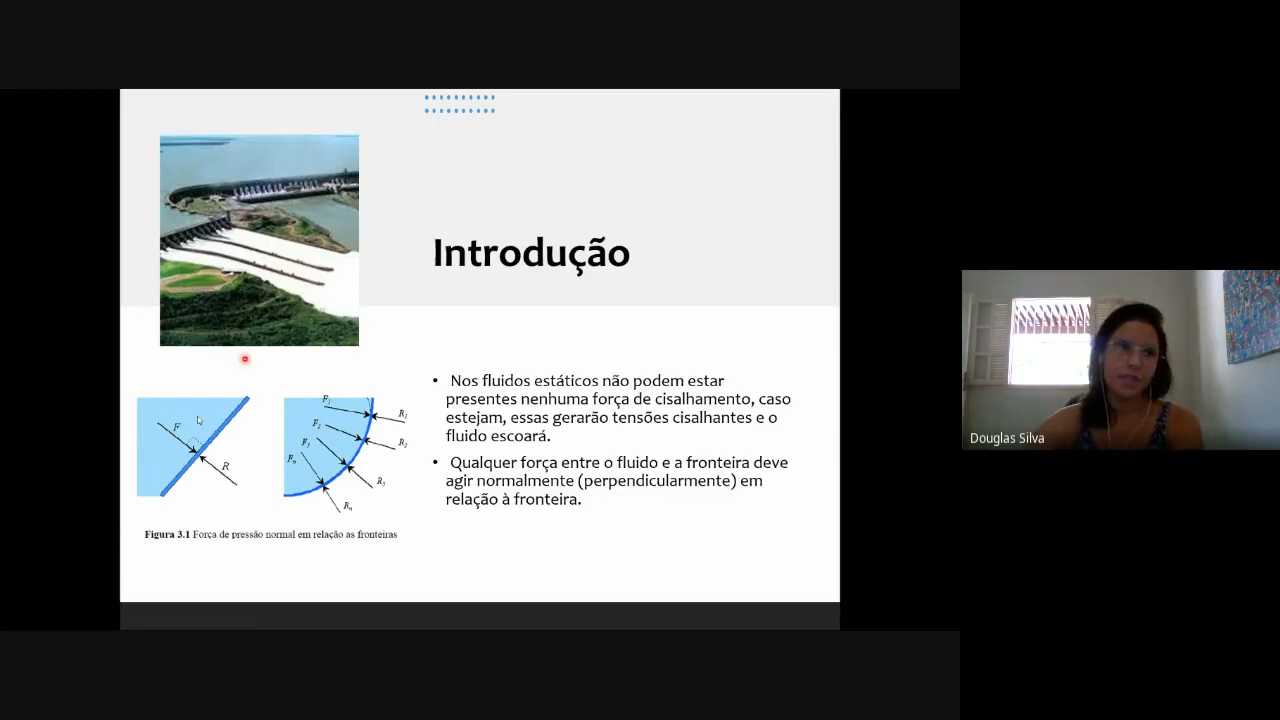 Introdução
• Nos fluidos estáticos não podem estar
presentes nenhuma força de cisalhamento, caso
estejam, essas gerarão tensões cisalhantes e o
fluido escoará.
• Qualquer força entre o fluido e a fronteira deve
agir normalmente (perpendicularmente) em
relação à fronteira.
F
R
F₁
R₁
F₂
R₂
F₃
R₃
Fₙ
Rₙ
Figura 3.1 Força de pressão normal em relação as fronteiras
Douglas Silva